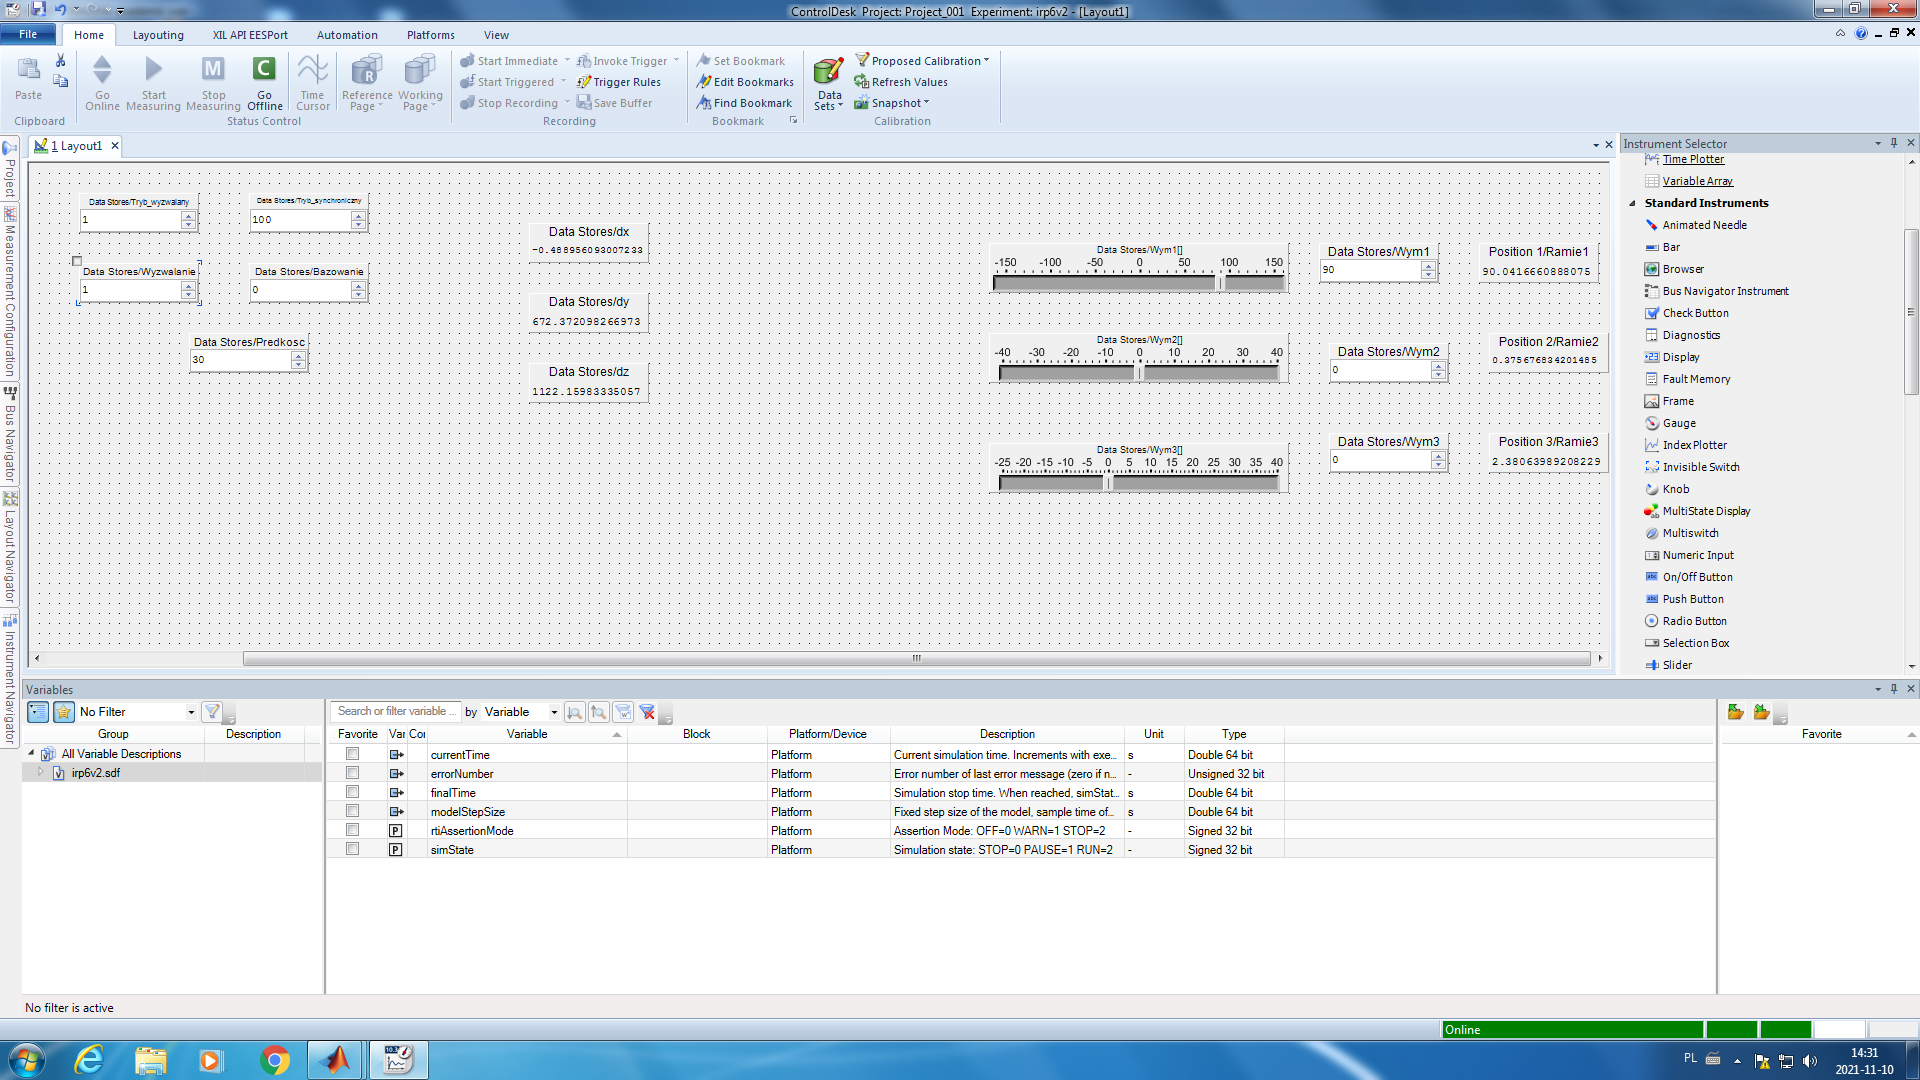 ControlDesk  Project: Project_001  Experiment: irp6v2 - [Layout1]
File Home Layouting XIL API EESPort Automation Platforms View
Paste Go Online Start Measuring Stop Measuring Go Offline Time Cursor Reference Page Working Page
Start Immediate Invoke Trigger Set Bookmark Proposed Calibration
Start Triggered Trigger Rules Edit Bookmarks Data Sets Refresh Values
Stop Recording Save Buffer Find Bookmark Snapshot
Clipboard Status Control Recording Bookmark Calibration
Project
Measurement Configuration
Bus Navigator
Layout Navigator
Instrument Navigator
1 Layout1
Data Stores/Tryb_wyzwalany
1
Data Stores/Tryb_synchroniczny
100
Data Stores/Wyzwalanie
1
Data Stores/Bazowanie
0
Data Stores/Predkosc
30
Data Stores/dx
-0.488956093007233
Data Stores/dy
672.372098266973
Data Stores/dz
1122.15983335057
Data Stores/Wym1[]
-150 -100 -50 0 50 100 150
Data Stores/Wym1
90
Position 1/Ramie1
90.0416660888075
Data Stores/Wym2[]
-40 -30 -20 -10 0 10 20 30 40
Data Stores/Wym2
0
Position 2/Ramie2
0.375676834201485
Data Stores/Wym3[]
-25 -20 -15 -10 -5 0 5 10 15 20 25 30 35 40
Data Stores/Wym3
0
Position 3/Ramie3
2.38063989208229
Instrument Selector
Time Plotter
Variable Array
Standard Instruments
Animated Needle
Bar
Browser
Bus Navigator Instrument
Check Button
Diagnostics
Display
Fault Memory
Frame
Gauge
Index Plotter
Invisible Switch
Knob
MultiState Display
Multiswitch
Numeric Input
On/Off Button
Push Button
Radio Button
Selection Box
Slider
Variables
No Filter
Group Description
All Variable Descriptions
irp6v2.sdf
Search or filter variable ... by Variable
Favorite Var Cor Variable Block Platform/Device Description Unit Type
currentTime Platform Current simulation time. Increments with exe... s Double 64 bit
errorNumber Platform Error number of last error message (zero if n... - Unsigned 32 bit
finalTime Platform Simulation stop time. When reached, simStat... s Double 64 bit
modelStepSize Platform Fixed step size of the model, sample time of... s Double 64 bit
P rtiAssertionMode Platform Assertion Mode: OFF=0 WARN=1 STOP=2 - Signed 32 bit
P simState Platform Simulation state: STOP=0 PAUSE=1 RUN=2 - Signed 32 bit
Favorite
No filter is active
Online
PL
14:31
2021-11-10